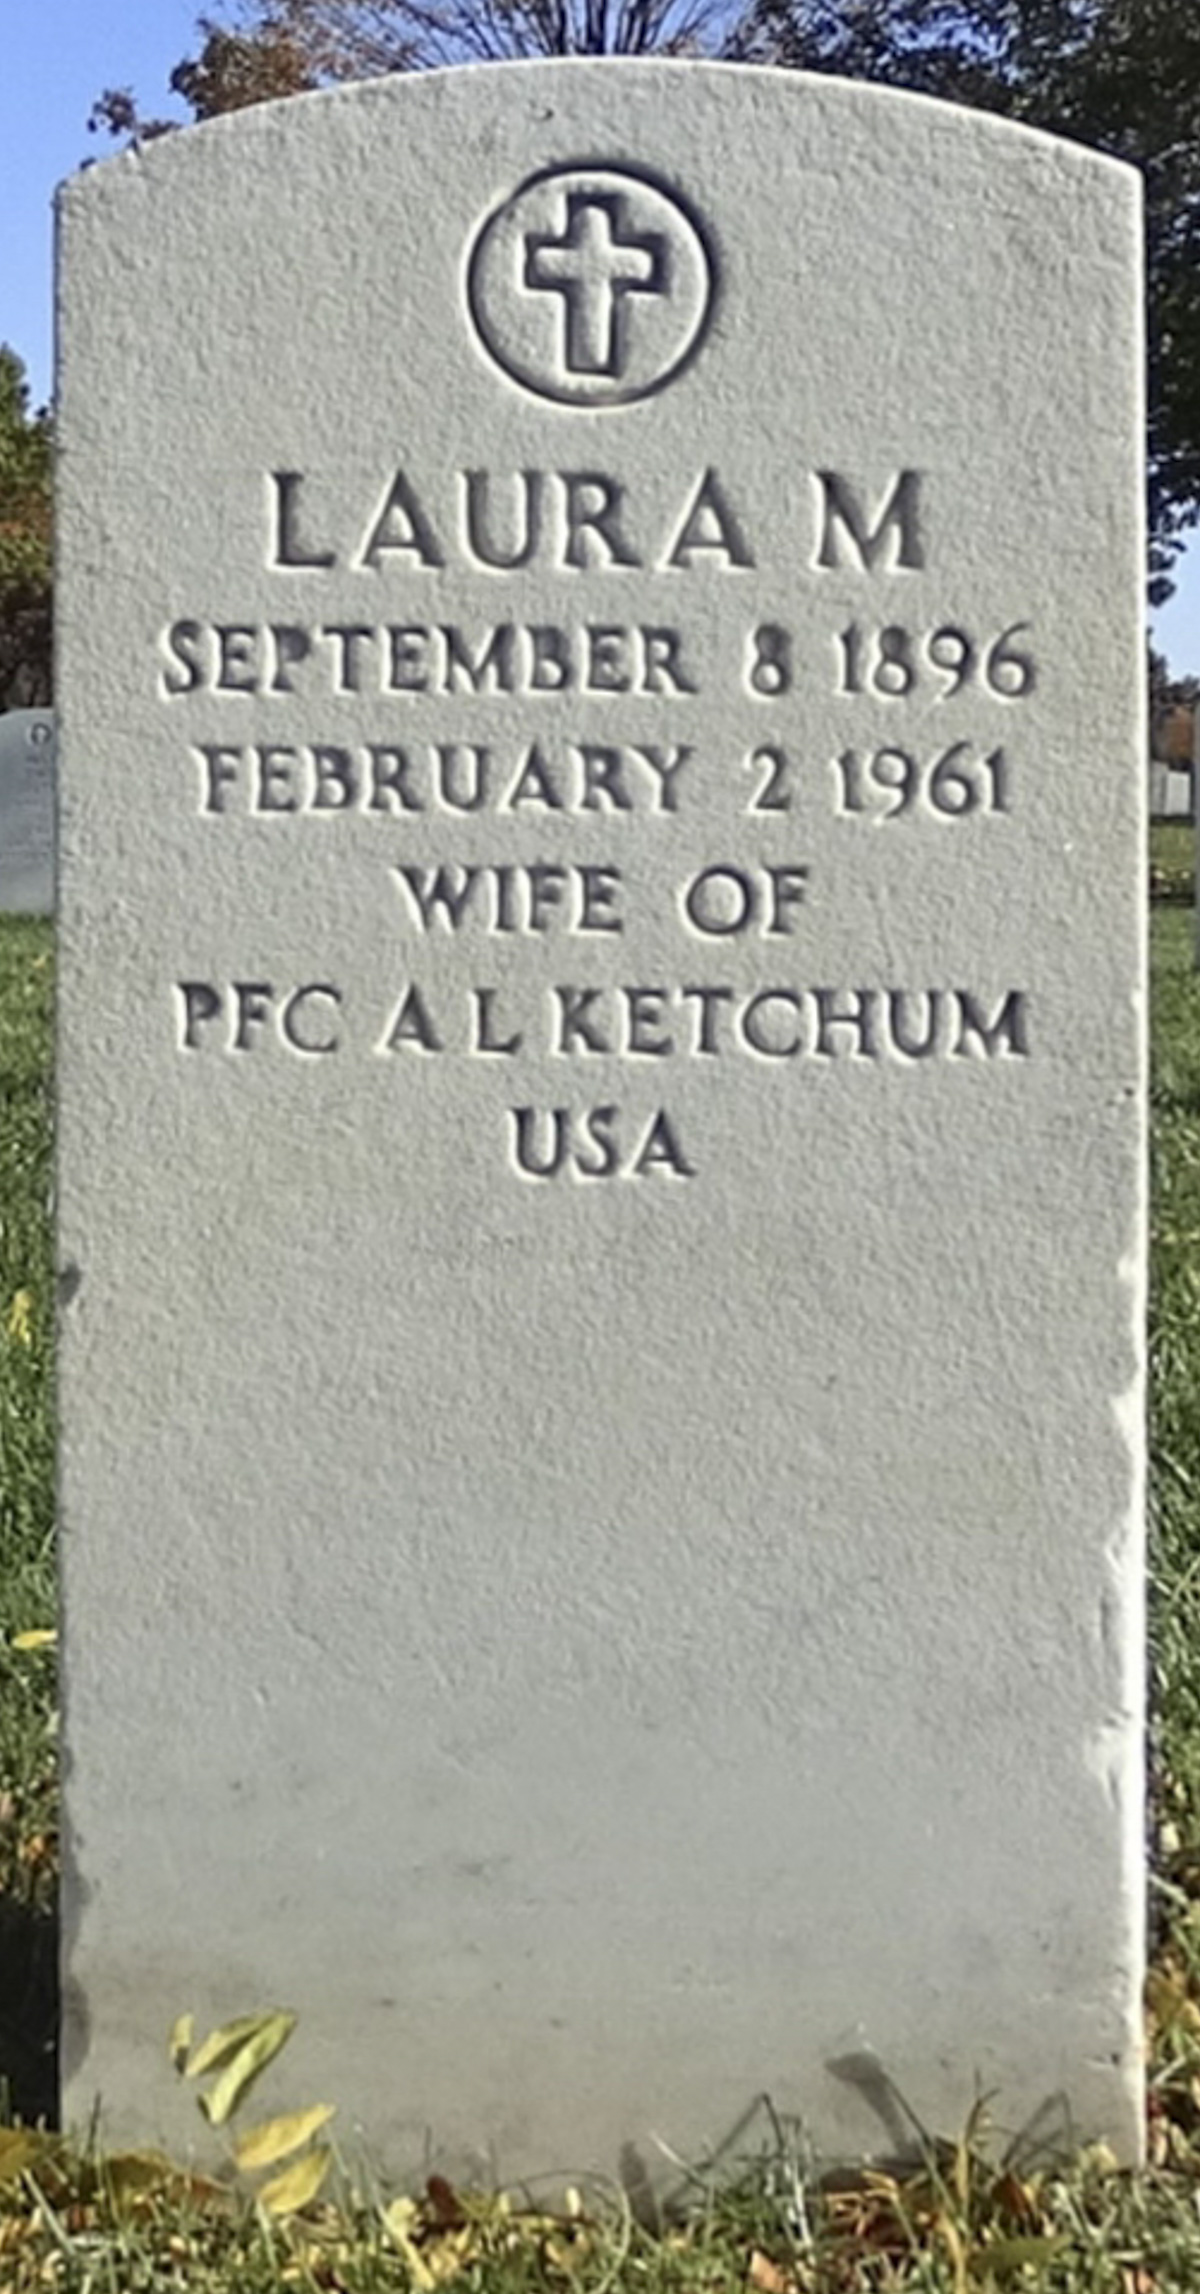 LAURA M
SEPTEMBER 8 1896
FEBRUARY 2 1961
WIFE OF
PFC A L KETCHUM
USA